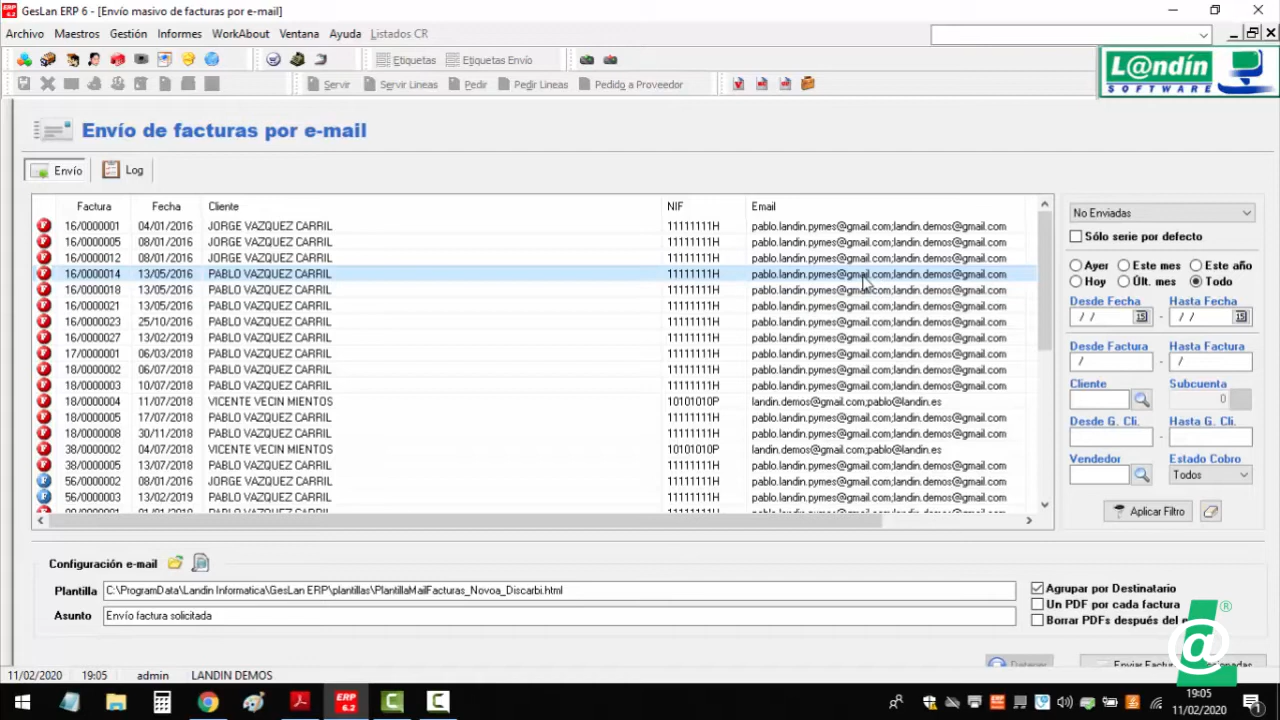 GesLan ERP 6 - [Envío masivo de facturas por e-mail]
Archivo Maestros Gestión Informes WorkAbout Ventana Ayuda Listados CR
Etiquetas Etiquetas Envío
Servir Servir Lineas Pedir Pedir Lineas Pedido a Proveedor
L@ndín
SOFTWARE
Envío de facturas por e-mail
Envío Log
Factura Fecha Cliente NIF Email
16/0000001 04/01/2016 JORGE VAZQUEZ CARRIL 11111111H pablo.landin.pymes@gmail.com;landin.demos@gmail.com
16/0000005 08/01/2016 JORGE VAZQUEZ CARRIL 11111111H pablo.landin.pymes@gmail.com;landin.demos@gmail.com
16/0000012 08/01/2016 JORGE VAZQUEZ CARRIL 11111111H pablo.landin.pymes@gmail.com;landin.demos@gmail.com
16/0000014 13/05/2016 PABLO VAZQUEZ CARRIL 11111111H pablo.landin.pymes@gmail.com;landin.demos@gmail.com
16/0000018 13/05/2016 PABLO VAZQUEZ CARRIL 11111111H pablo.landin.pymes@gmail.com;landin.demos@gmail.com
16/0000021 13/05/2016 PABLO VAZQUEZ CARRIL 11111111H pablo.landin.pymes@gmail.com;landin.demos@gmail.com
16/0000023 25/10/2016 PABLO VAZQUEZ CARRIL 11111111H pablo.landin.pymes@gmail.com;landin.demos@gmail.com
16/0000027 13/02/2019 PABLO VAZQUEZ CARRIL 11111111H pablo.landin.pymes@gmail.com;landin.demos@gmail.com
17/0000001 06/03/2018 PABLO VAZQUEZ CARRIL 11111111H pablo.landin.pymes@gmail.com;landin.demos@gmail.com
18/0000002 06/07/2018 PABLO VAZQUEZ CARRIL 11111111H pablo.landin.pymes@gmail.com;landin.demos@gmail.com
18/0000003 10/07/2018 PABLO VAZQUEZ CARRIL 11111111H pablo.landin.pymes@gmail.com;landin.demos@gmail.com
18/0000004 11/07/2018 VICENTE VECIN MIENTOS 10101010P landin.demos@gmail.com;pablo@landin.es
18/0000005 17/07/2018 PABLO VAZQUEZ CARRIL 11111111H pablo.landin.pymes@gmail.com;landin.demos@gmail.com
18/0000008 30/11/2018 PABLO VAZQUEZ CARRIL 11111111H pablo.landin.pymes@gmail.com;landin.demos@gmail.com
38/0000002 04/07/2018 VICENTE VECIN MIENTOS 10101010P landin.demos@gmail.com;pablo@landin.es
38/0000005 13/07/2018 PABLO VAZQUEZ CARRIL 11111111H pablo.landin.pymes@gmail.com;landin.demos@gmail.com
56/0000002 08/01/2016 JORGE VAZQUEZ CARRIL 11111111H pablo.landin.pymes@gmail.com;landin.demos@gmail.com
56/0000003 13/02/2019 PABLO VAZQUEZ CARRIL 11111111H pablo.landin.pymes@gmail.com;landin.demos@gmail.com
No Enviadas
Sólo serie por defecto
Ayer Este mes Este año
Hoy Últ. mes Todo
Desde Fecha Hasta Fecha
/ / 15 - / / 15
Desde Factura Hasta Factura
/ - /
Cliente Subcuenta
0
Desde G. Cli. Hasta G. Cli.
-
Vendedor Estado Cobro
Todos
Aplicar Filtro
Configuración e-mail
Plantilla C:\ProgramData\Landin Informatica\GesLan ERP\plantillas\PlantillaMailFacturas_Novoa_Discarbi.html
Asunto Envío factura solicitada
Agrupar por Destinatario
Un PDF por cada factura
Borrar PDFs después del
11/02/2020 19:05 admin LANDIN DEMOS
ERP
6.2
19:05
11/02/2020